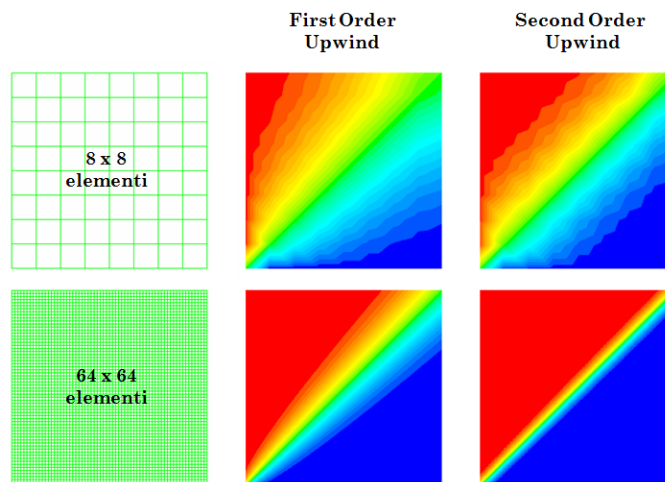 First Order
Upwind
Second Order
Upwind
8 x 8
elementi
64 x 64
elementi